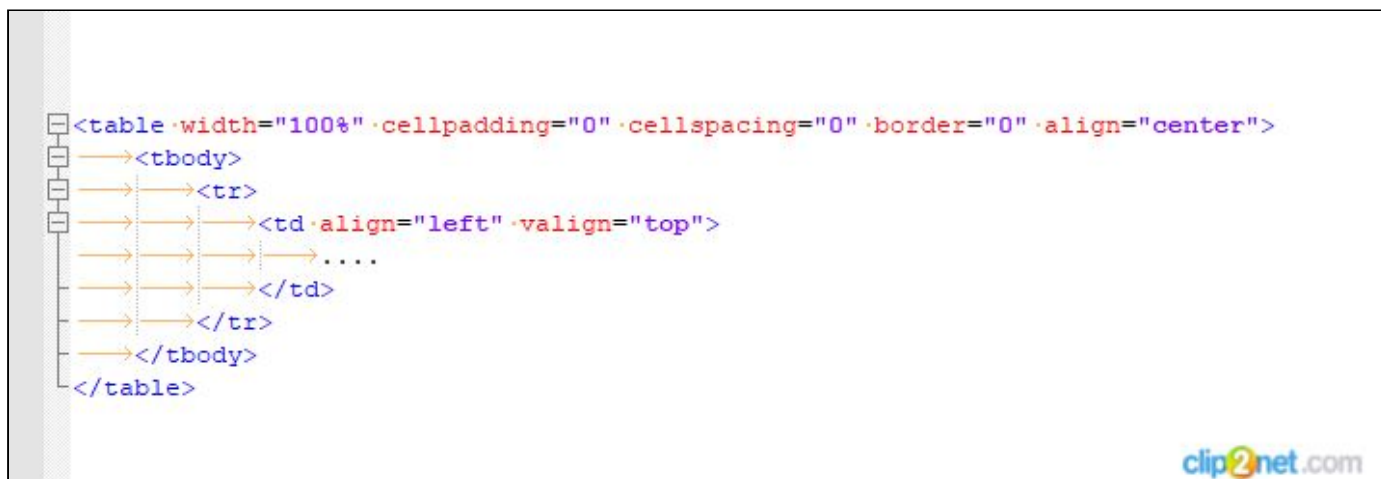 <table width="100%" cellpadding="0" cellspacing="0" border="0" align="center">
<tbody>
<tr>
<td align="left" valign="top">
....
</td>
</tr>
</tbody>
</table>
clip2net.com